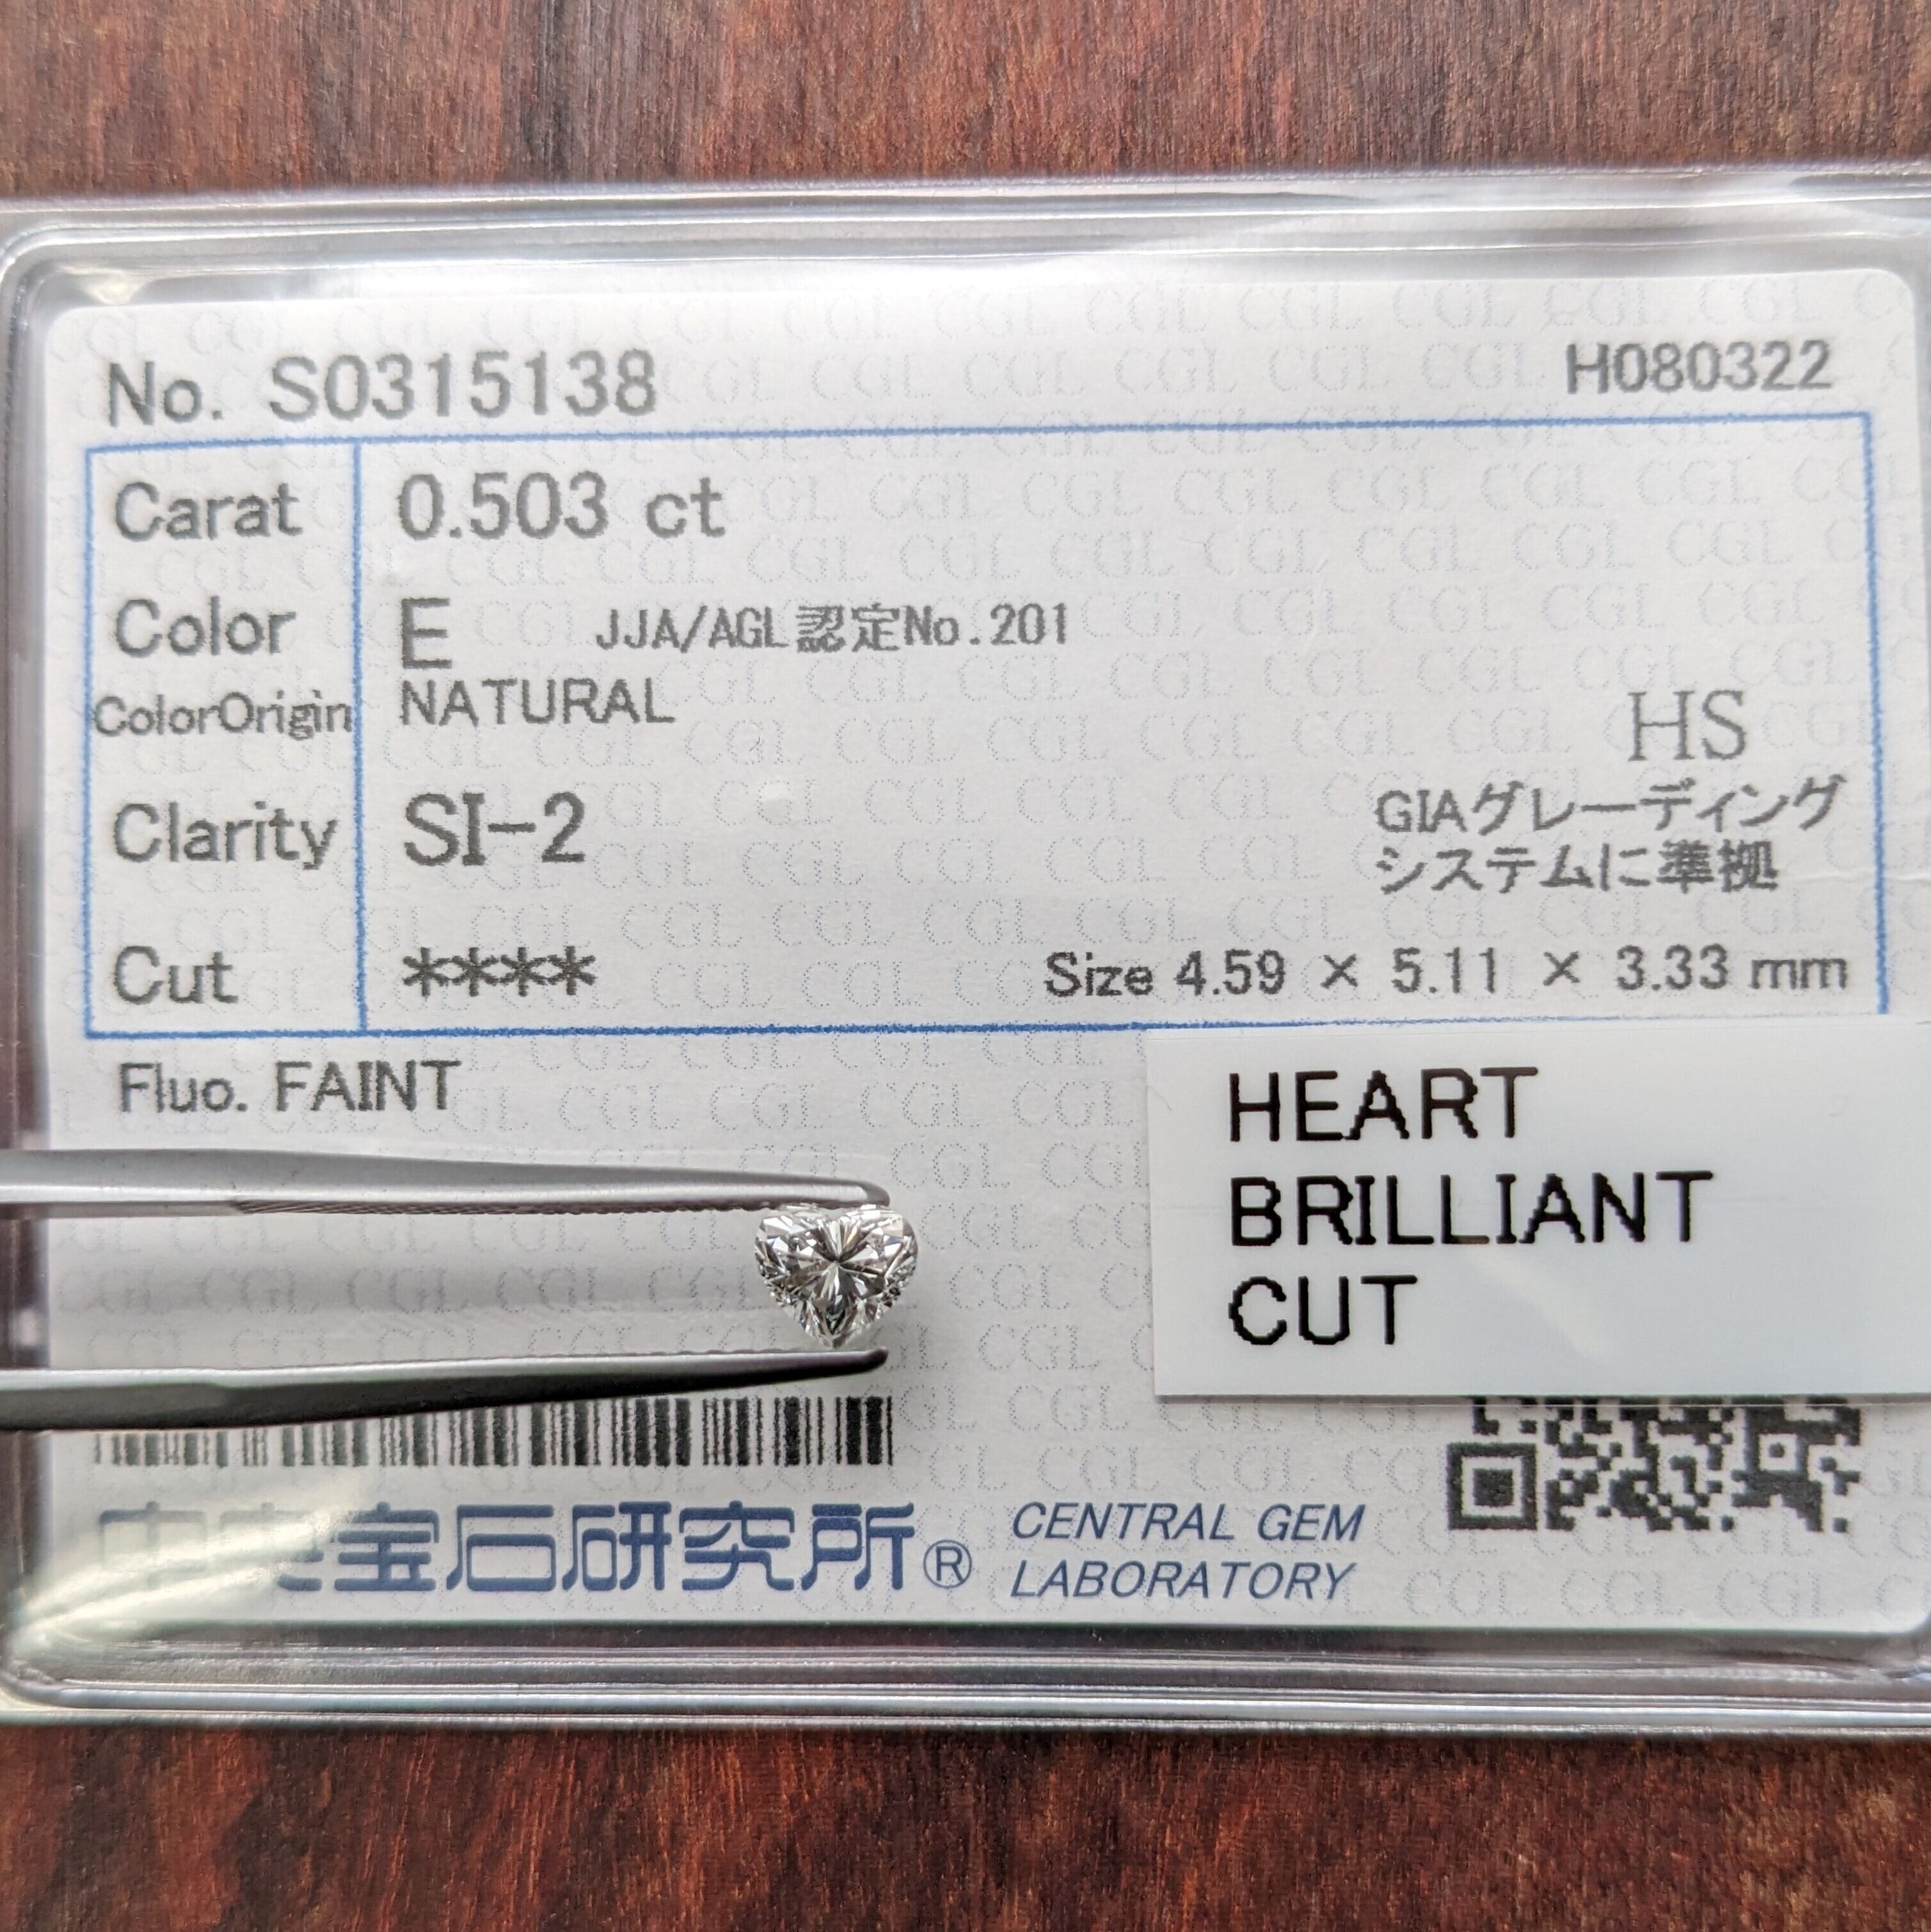 No. S0315138 H080322
Carat 0.503 ct
Color E JJA/AGL認定No.201
ColorOrigin NATURAL
HS
Clarity SI-2
GIAグレーディング
システムに準拠
Cut **** Size 4.59 × 5.11 × 3.33 mm
Fluo. FAINT
HEART
BRILLIANT
CUT
中央宝石研究所® CENTRAL GEM
LABORATORY